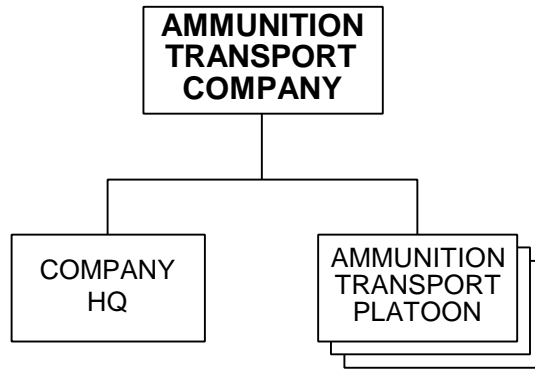 AMMUNITION
TRANSPORT
COMPANY
COMPANY
HQ
AMMUNITION
TRANSPORT
PLATOON